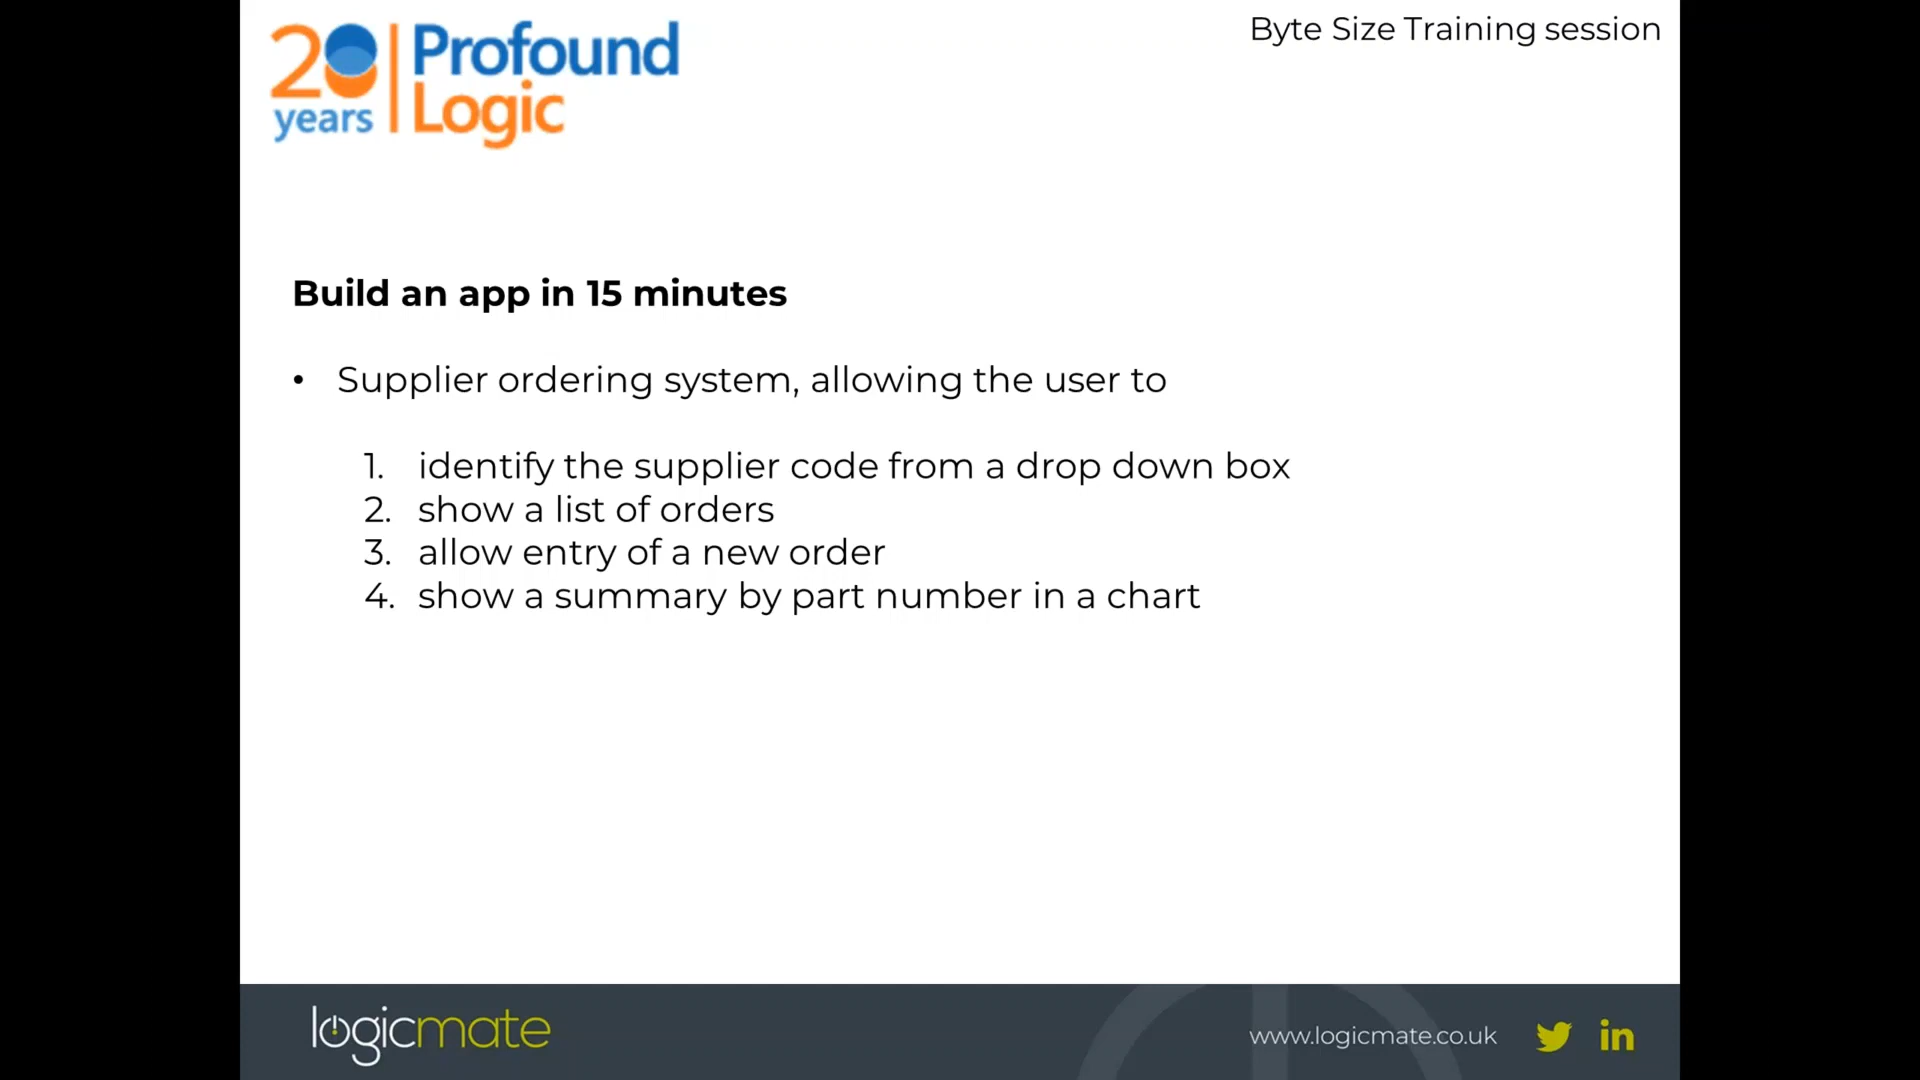 20 years Profound Logic
Byte Size Training session
Build an app in 15 minutes
• Supplier ordering system, allowing the user to
1. identify the supplier code from a drop down box
2. show a list of orders
3. allow entry of a new order
4. show a summary by part number in a chart
logicmate
www.logicmate.co.uk
in